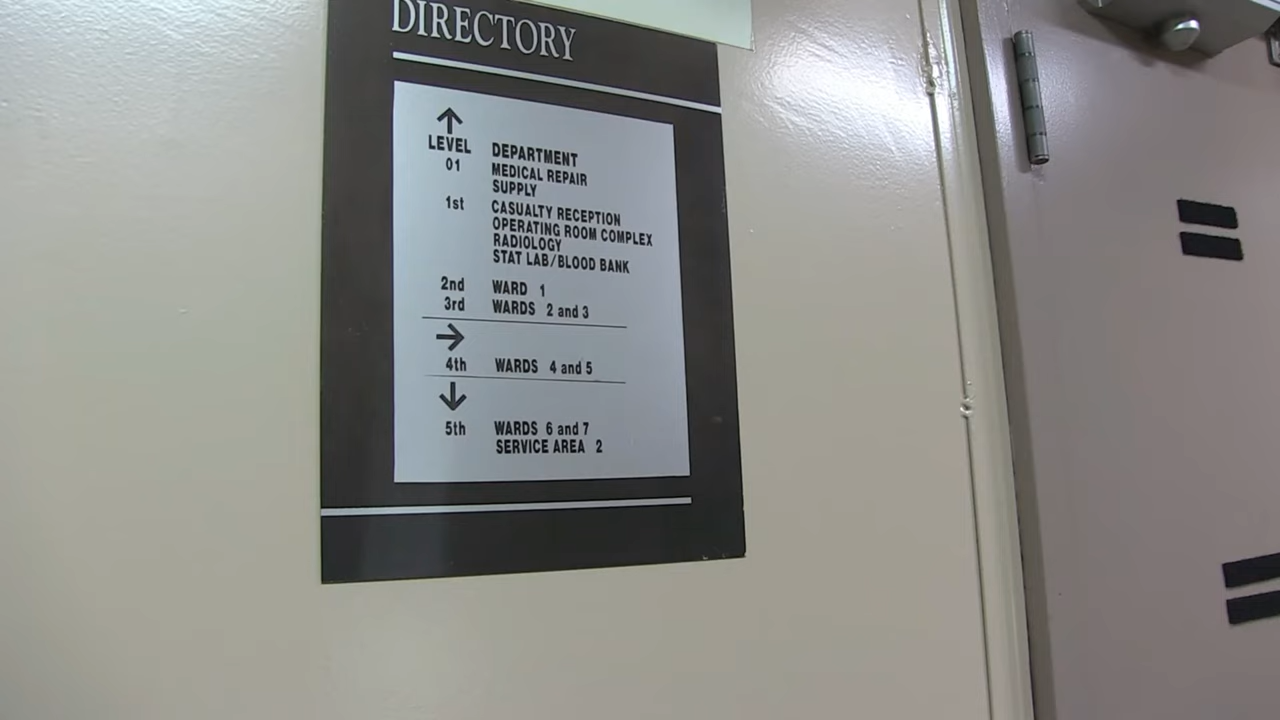 DIRECTORY
↑
LEVEL DEPARTMENT
01 MEDICAL REPAIR
SUPPLY
1st CASUALTY RECEPTION
OPERATING ROOM COMPLEX
RADIOLOGY
STAT LAB/BLOOD BANK
2nd WARD 1
3rd WARDS 2 and 3
→
4th WARDS 4 and 5
↓
5th WARDS 6 and 7
SERVICE AREA 2